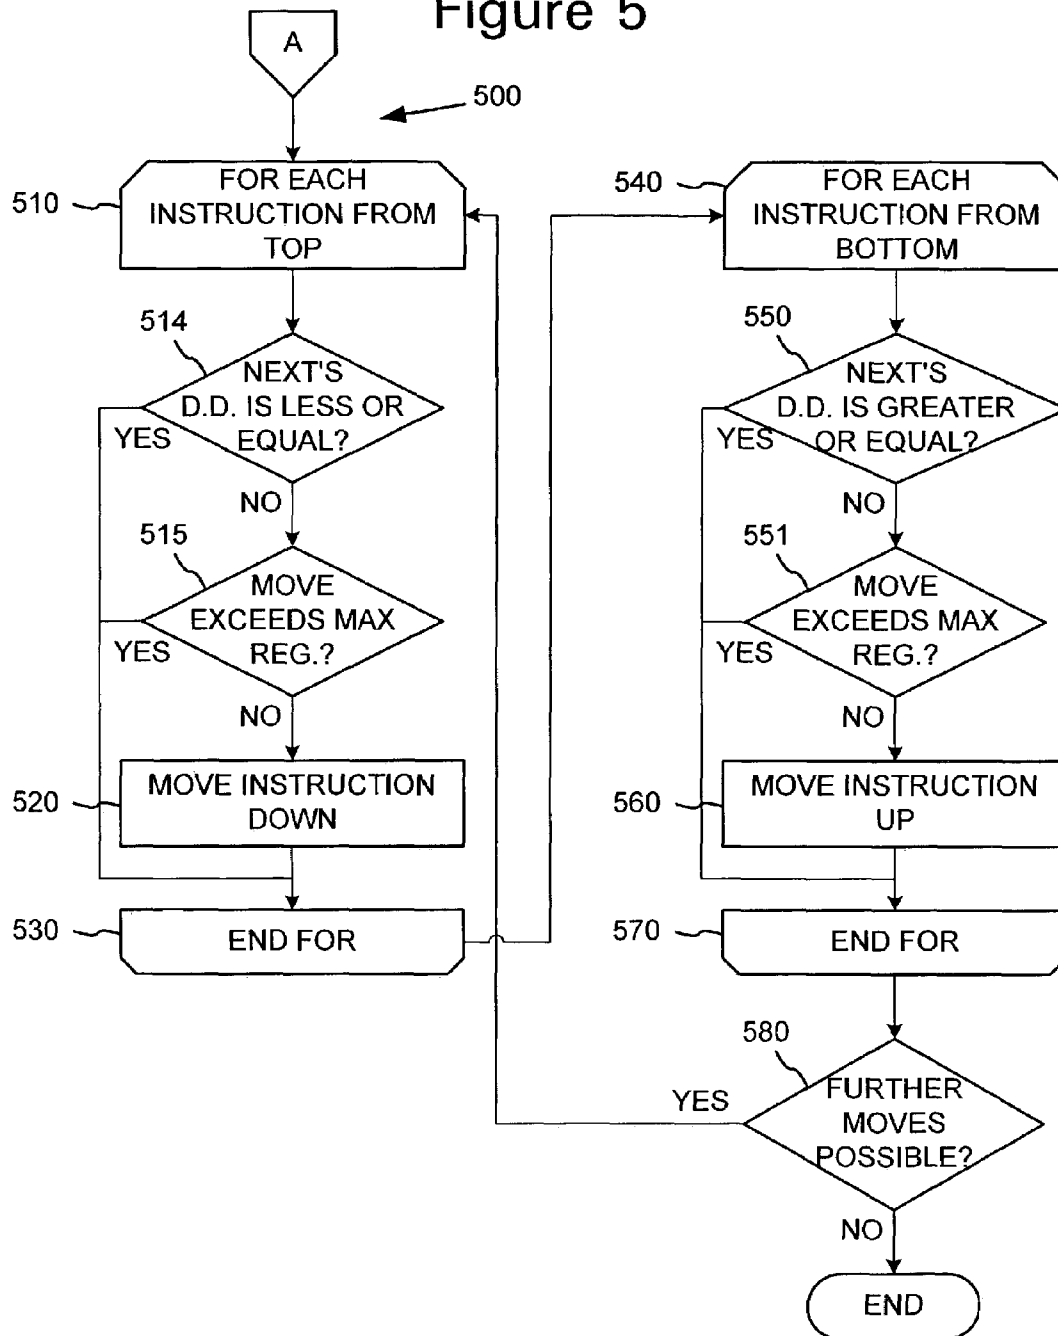 Figure 5
A
500
510
FOR EACH
INSTRUCTION FROM
TOP
514
NEXT'S
D.D. IS LESS OR
EQUAL?
YES
NO
515
MOVE
EXCEEDS MAX
REG.?
YES
NO
520
MOVE INSTRUCTION
DOWN
530
END FOR
540
FOR EACH
INSTRUCTION FROM
BOTTOM
550
NEXT'S
D.D. IS GREATER
OR EQUAL?
YES
NO
551
MOVE
EXCEEDS MAX
REG.?
YES
NO
560
MOVE INSTRUCTION
UP
570
END FOR
580
FURTHER
MOVES
POSSIBLE?
YES
NO
END